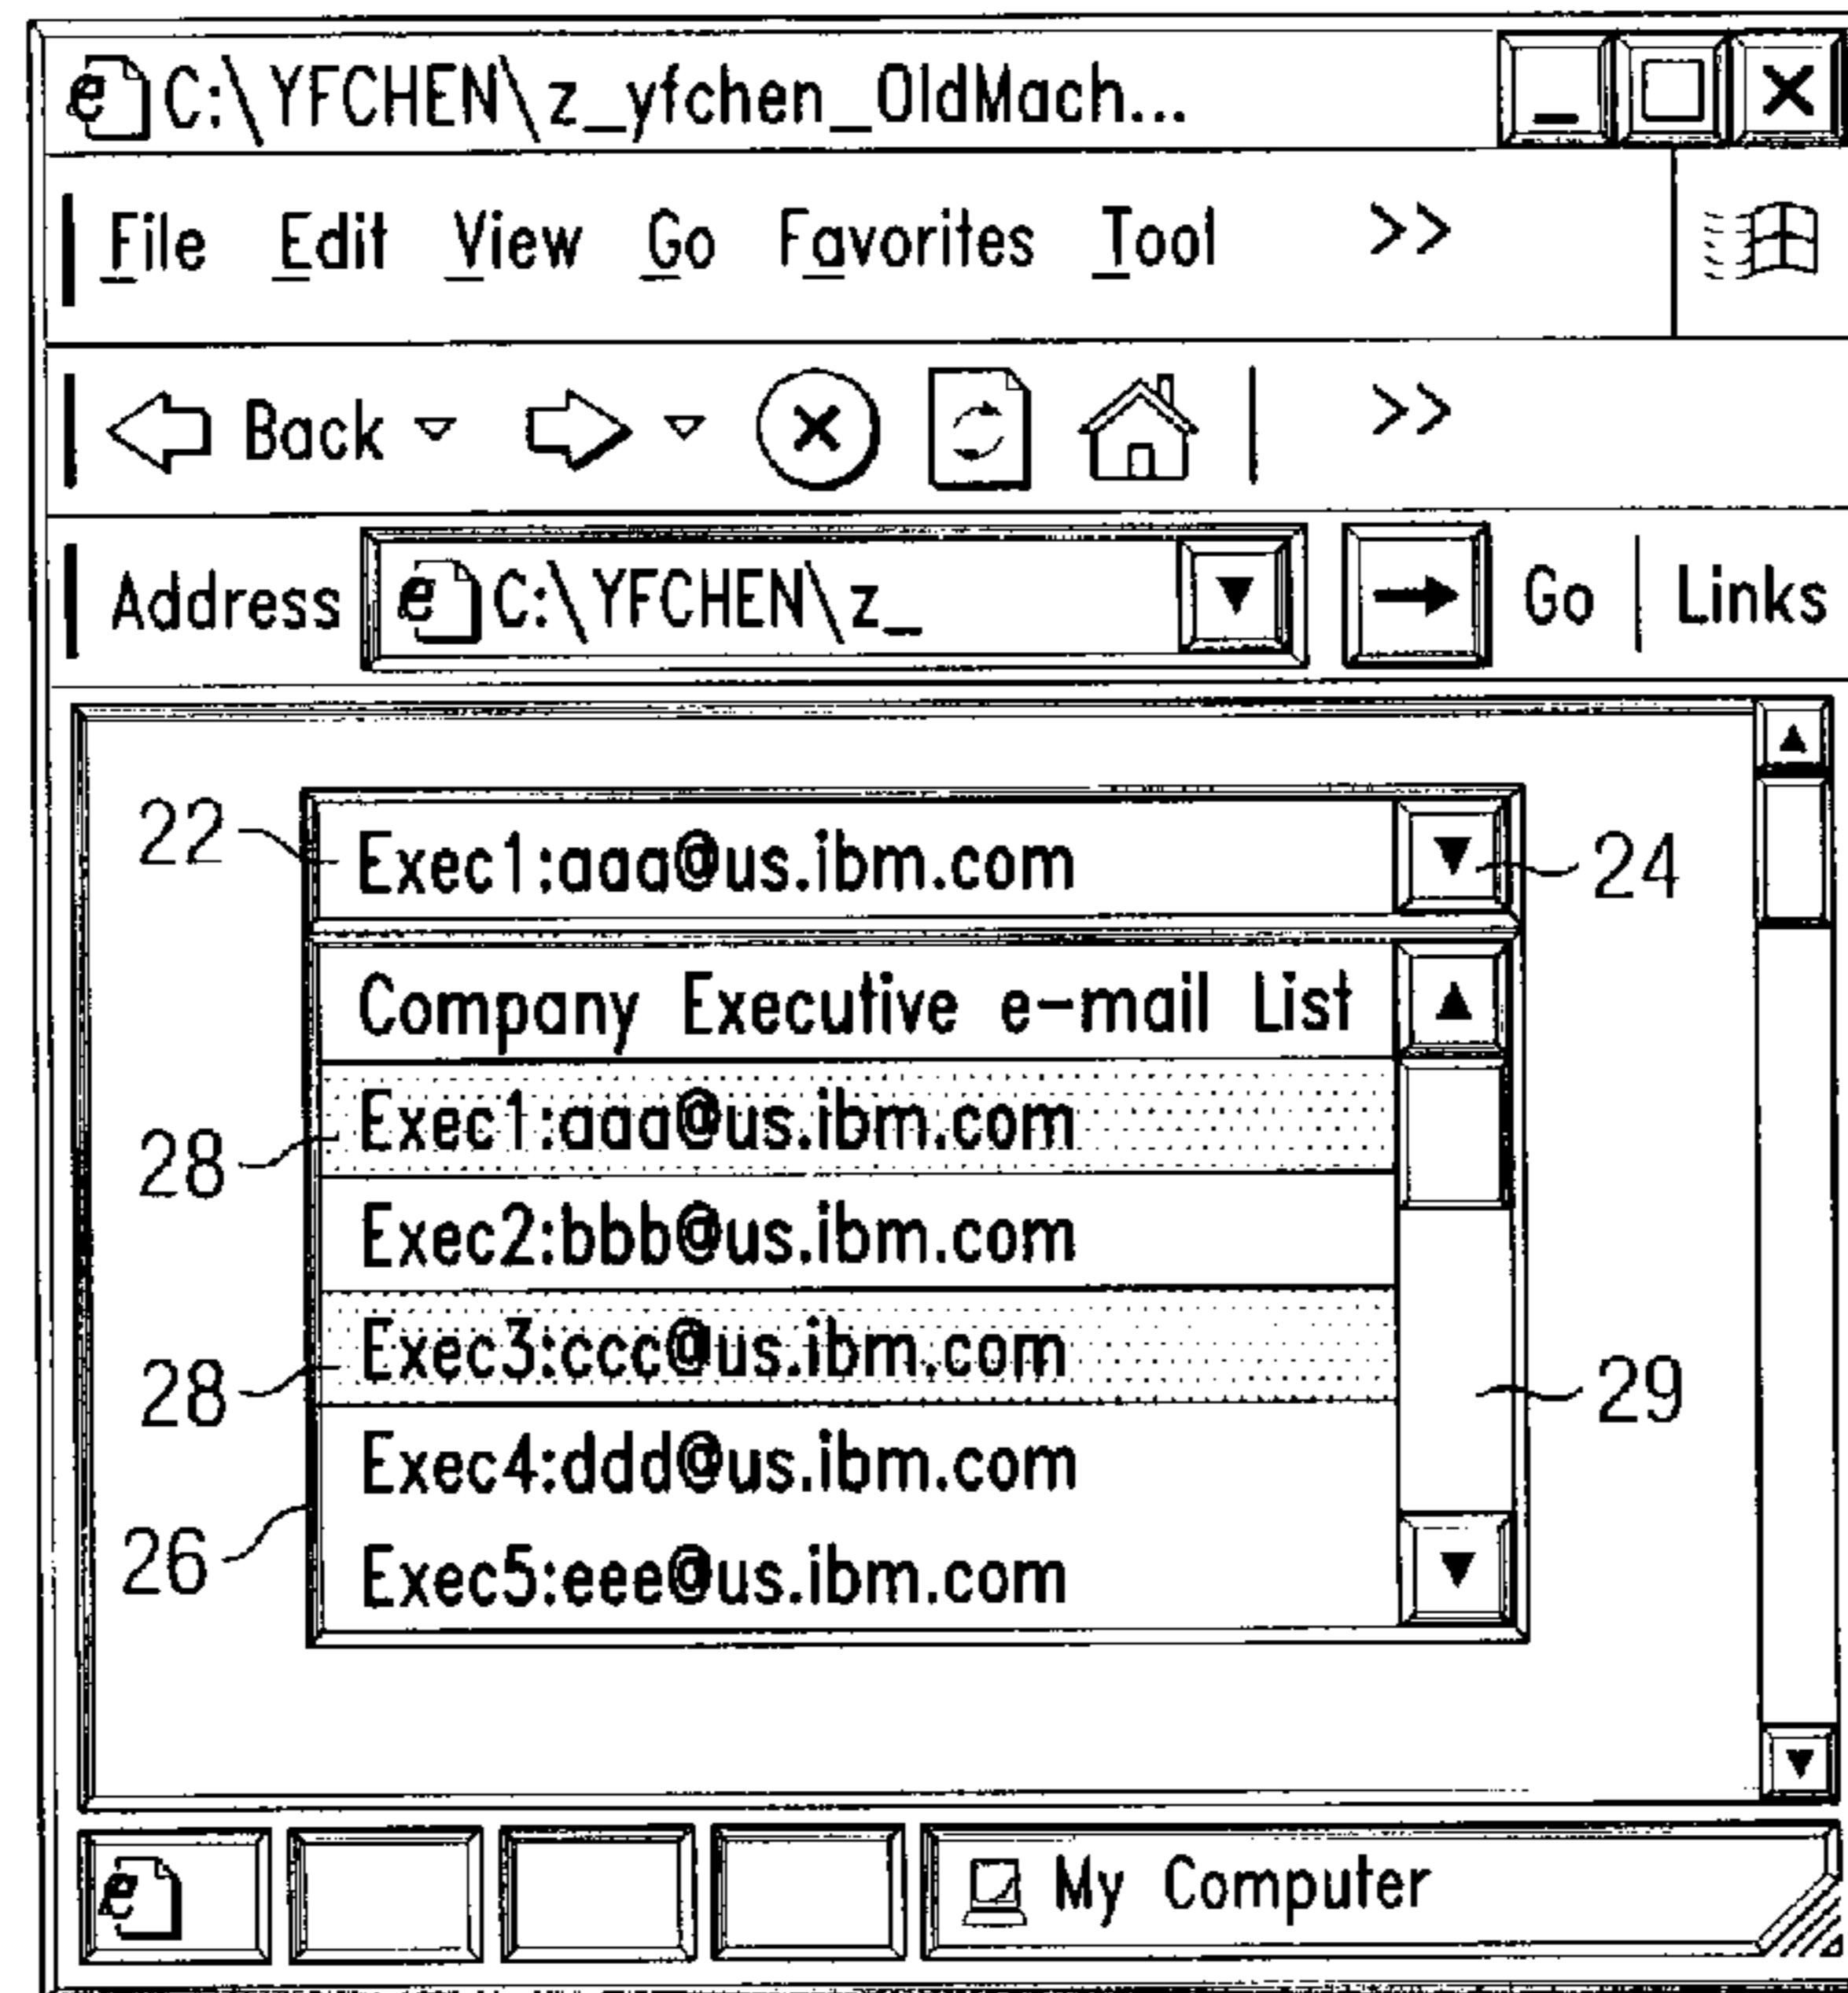 C:\YFCHEN\z_yfchen_OldMach...
File Edit View Go Favorites Tool >>
Back >>
Address C:\YFCHEN\z_ Go Links
22 Exec1:aaa@us.ibm.com 24
Company Executive e-mail List
28 Exec1:aaa@us.ibm.com
Exec2:bbb@us.ibm.com
28 Exec3:ccc@us.ibm.com 29
Exec4:ddd@us.ibm.com
26 Exec5:eee@us.ibm.com
My Computer